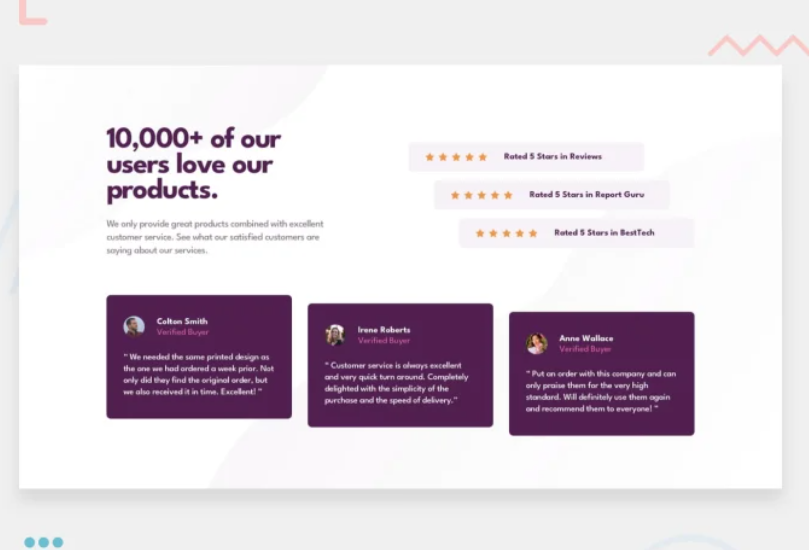 10,000+ of our
users love our
products.
We only provide great products combined with excellent
customer service. See what our satisfied customers are
saying about our services.
Rated 5 Stars in Reviews
Rated 5 Stars in Report Guru
Rated 5 Stars in BestTech
Colton Smith
Verified Buyer
“ We needed the same printed design as
the one we had ordered a week prior. Not
only did they find the original order, but
we also received it in time. Excellent! ”
Irene Roberts
Verified Buyer
“ Customer service is always excellent
and very quick turn around. Completely
delighted with the simplicity of the
purchase and the speed of delivery.”
Anne Wallace
Verified Buyer
“ Put an order with this company and can
only praise them for the very high
standard. Will definitely use them again
and recommend them to everyone! ”